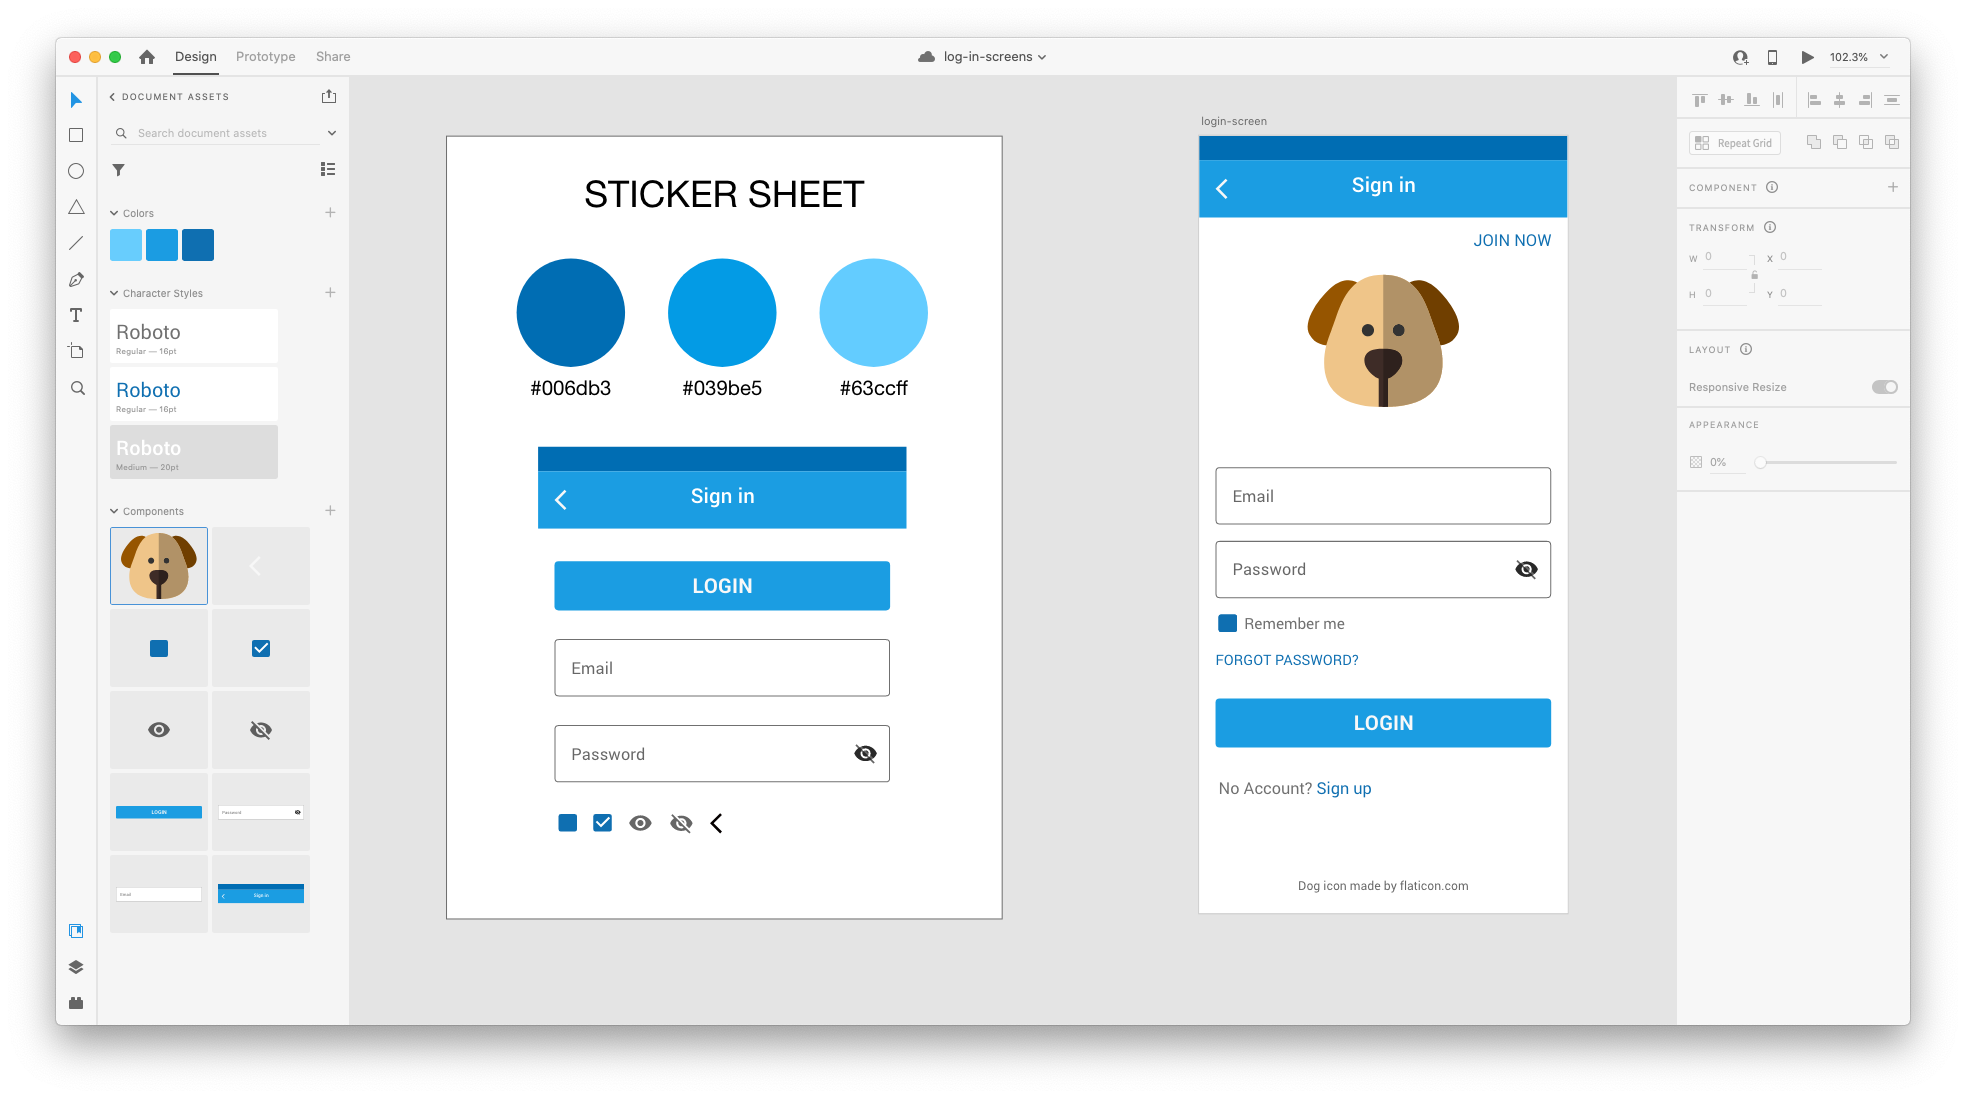 Design
Prototype
Share
log-in-screens
102.3%
DOCUMENT ASSETS
Search document assets
Colors
Character Styles
Roboto
Regular — 16pt
Roboto
Regular — 16pt
Roboto
Medium — 20pt
Components
LOGIN
Password
Email
Sign in
STICKER SHEET
#006db3
#039be5
#63ccff
Sign in
LOGIN
Email
Password
login-screen
Sign in
JOIN NOW
Email
Password
Remember me
FORGOT PASSWORD?
LOGIN
No Account? Sign up
Dog icon made by flaticon.com
Repeat Grid
COMPONENT
TRANSFORM
W 0 X 0
H 0 Y 0
LAYOUT
Responsive Resize
APPEARANCE
0%